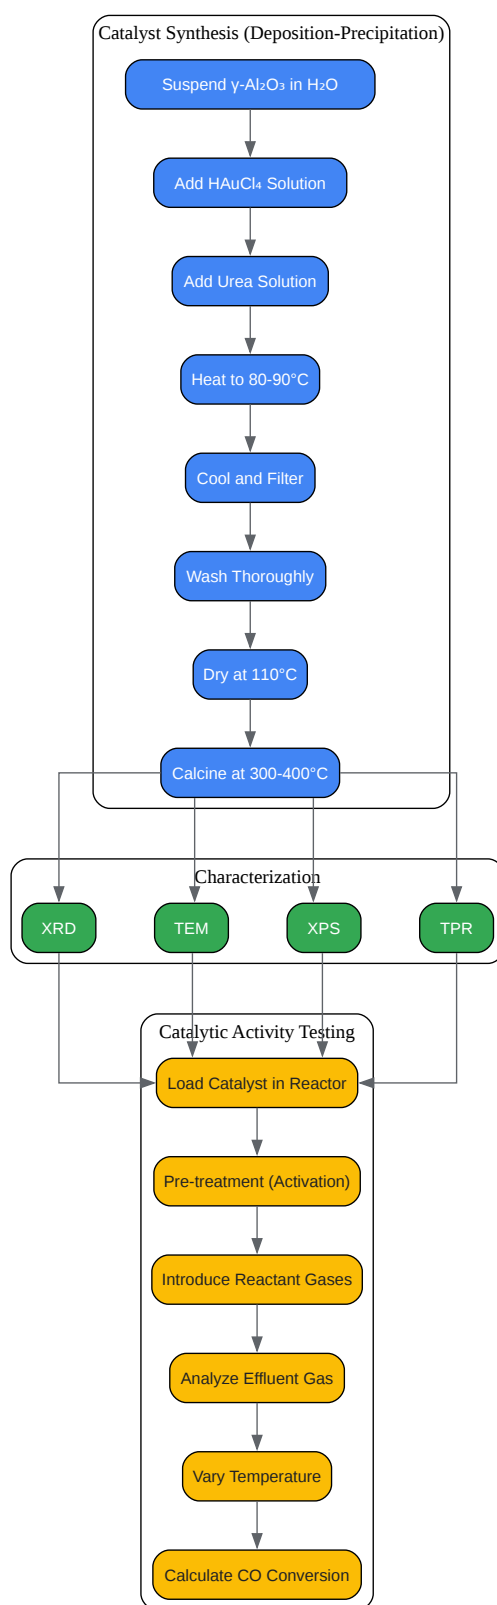 Catalyst Synthesis (Deposition-Precipitation)
Suspend γ-Al₂O₃ in H₂O
Add HAuCl₄ Solution
Add Urea Solution
Heat to 80-90°C
Cool and Filter
Wash Thoroughly
Dry at 110°C
Calcine at 300-400°C
Characterization
XRD
TEM
XPS
TPR
Catalytic Activity Testing
Load Catalyst in Reactor
Pre-treatment (Activation)
Introduce Reactant Gases
Analyze Effluent Gas
Vary Temperature
Calculate CO Conversion